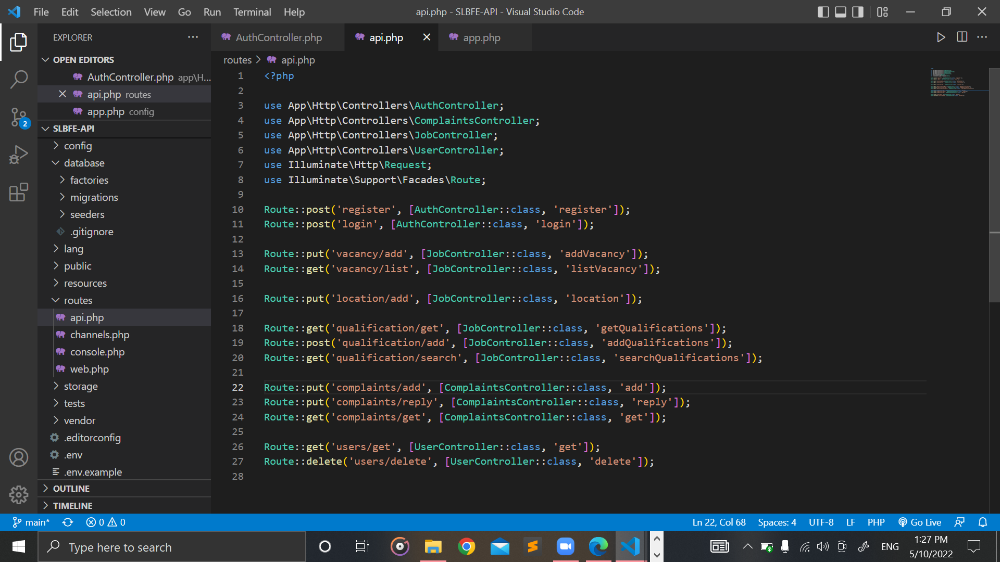 File Edit Selection View Go Run Terminal Help
api.php - SLBFE-API - Visual Studio Code
EXPLORER
OPEN EDITORS
AuthController.php app\H...
api.php routes
app.php config
2
SLBFE-API
config
database
factories
migrations
seeders
.gitignore
lang
public
resources
routes
api.php
channels.php
console.php
web.php
storage
tests
vendor
.editorconfig
.env
.env.example
OUTLINE
TIMELINE
AuthController.php
api.php
app.php
routes > api.php
1 <?php
2
3 use App\Http\Controllers\AuthController;
4 use App\Http\Controllers\ComplaintsController;
5 use App\Http\Controllers\JobController;
6 use App\Http\Controllers\UserController;
7 use Illuminate\Http\Request;
8 use Illuminate\Support\Facades\Route;
9
10 Route::post('register', [AuthController::class, 'register']);
11 Route::post('login', [AuthController::class, 'login']);
12
13 Route::put('vacancy/add', [JobController::class, 'addVacancy']);
14 Route::get('vacancy/list', [JobController::class, 'listVacancy']);
15
16 Route::put('location/add', [JobController::class, 'location']);
17
18 Route::get('qualification/get', [JobController::class, 'getQualifications']);
19 Route::post('qualification/add', [JobController::class, 'addQualifications']);
20 Route::get('qualification/search', [JobController::class, 'searchQualifications']);
21
22 Route::put('complaints/add', [ComplaintsController::class, 'add']);
23 Route::put('complaints/reply', [ComplaintsController::class, 'reply']);
24 Route::get('complaints/get', [ComplaintsController::class, 'get']);
25
26 Route::get('users/get', [UserController::class, 'get']);
27 Route::delete('users/delete', [UserController::class, 'delete']);
28
main* 0 0
Ln 22, Col 68 Spaces: 4 UTF-8 LF PHP Go Live
Type here to search
ENG
1:27 PM
5/10/2022